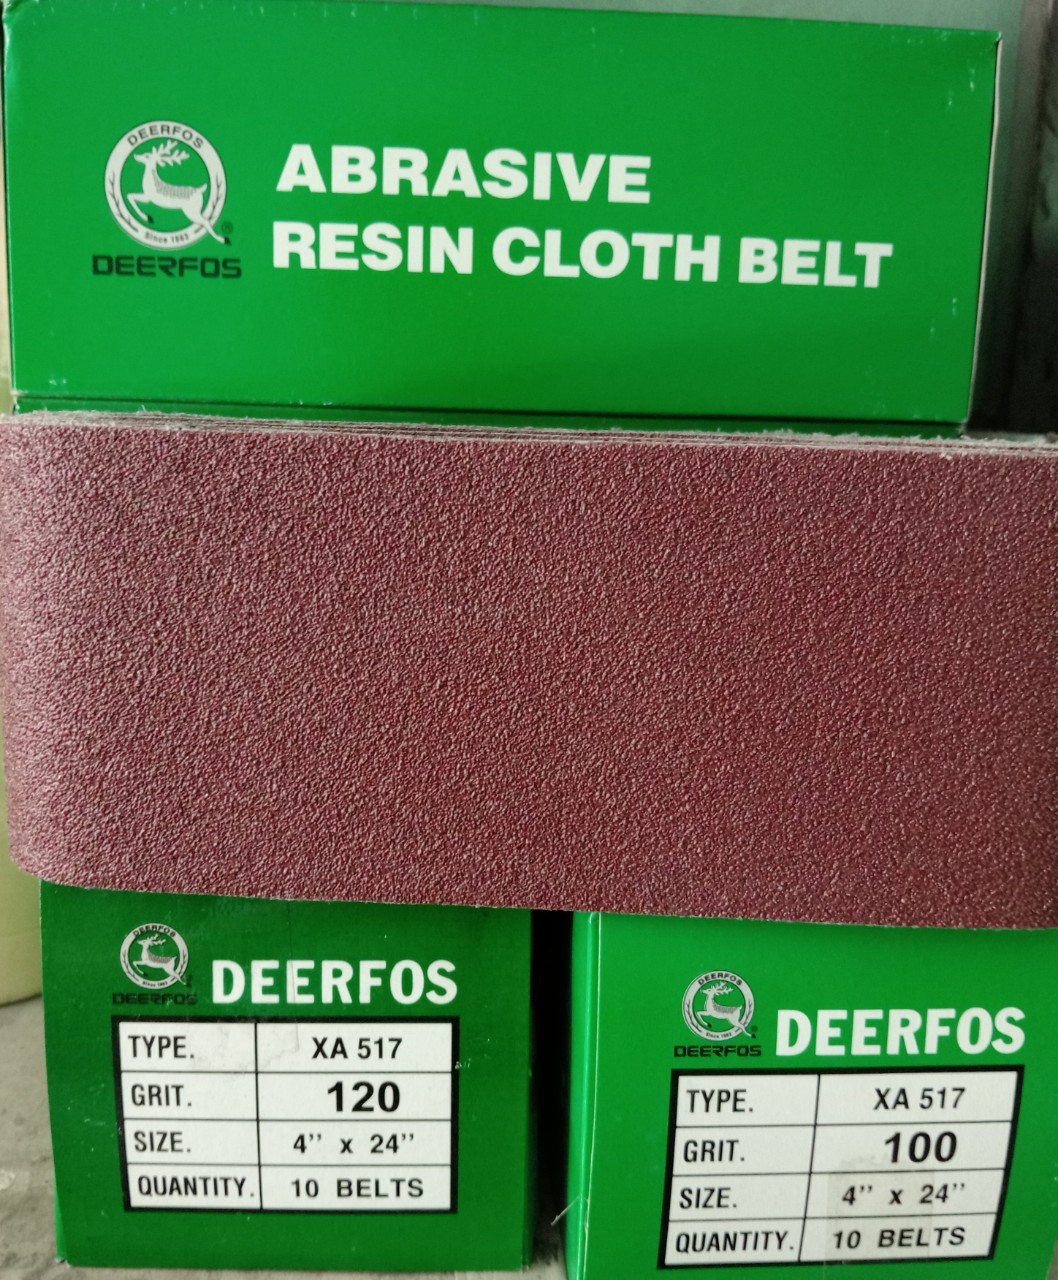 DEERFOS
Since 1983
DEERFOS
ABRASIVE
RESIN CLOTH BELT
DEERFOS
DEERFOS
DEERFOS
TYPE. XA 517
GRIT. 120
SIZE. 4" x 24"
QUANTITY. 10 BELTS
DEERFOS
DEERFOS
DEERFOS
TYPE. XA 517
GRIT. 100
SIZE. 4" x 24"
QUANTITY. 10 BELTS